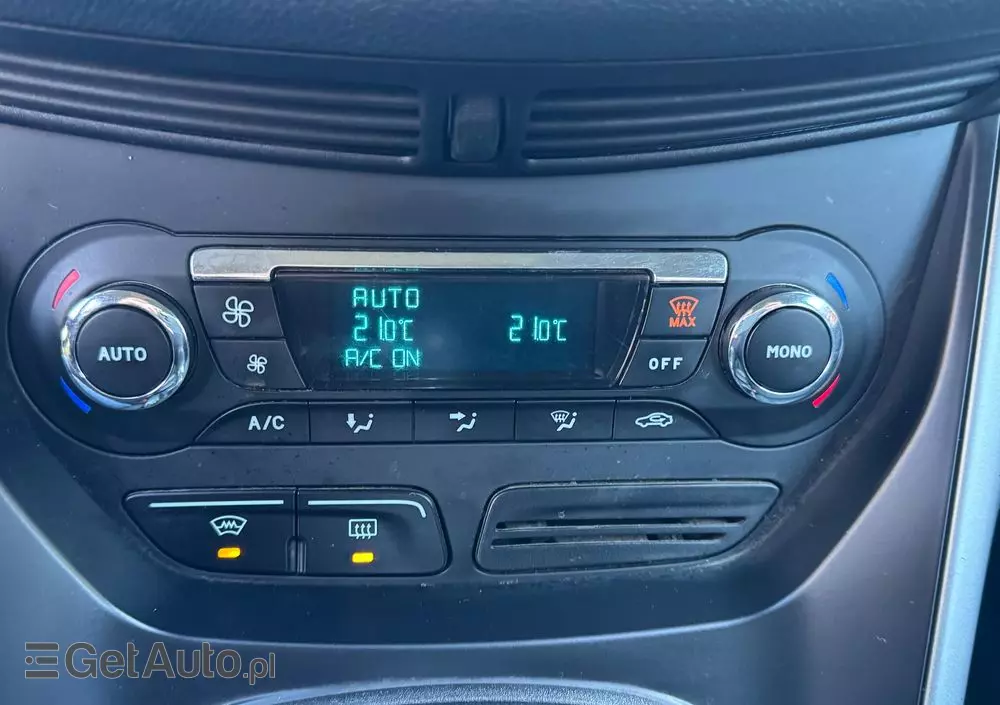 AUTO
21.0°C 21.0°C
A/C ON
MAX
AUTO
OFF
MONO
A/C
GetAuto.pl